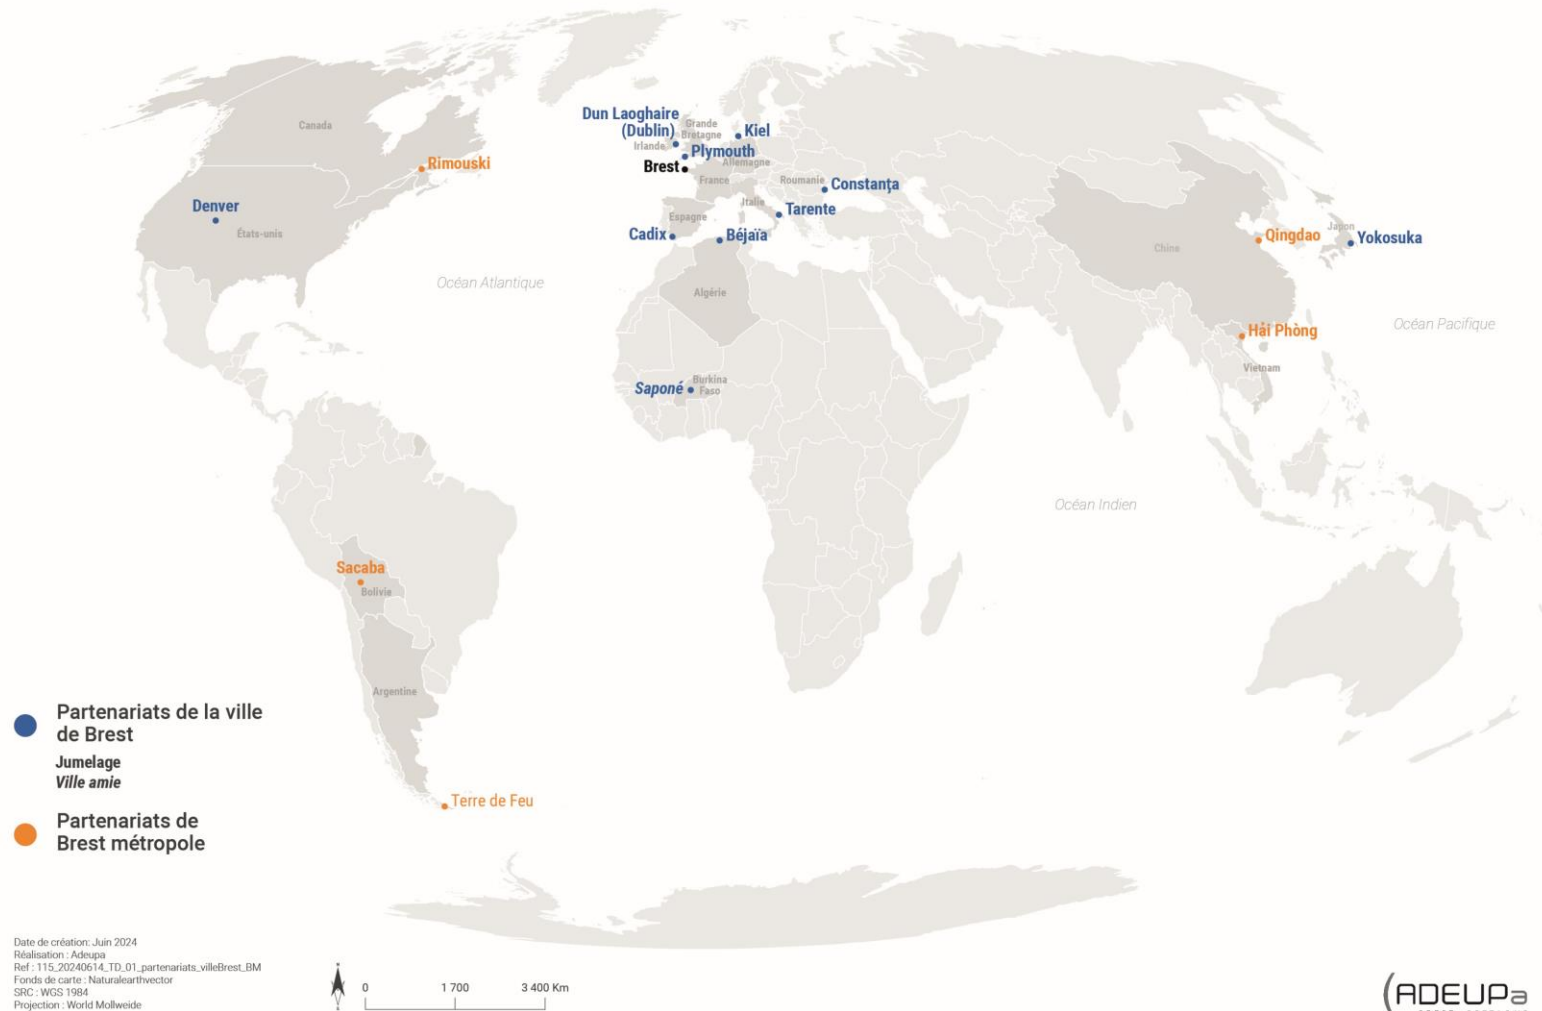 Canada
Rimouski
Denver
États-unis
Dun Laoghaire
(Dublin)
Grande
Bretagne
Irlande
Kiel
Plymouth
Allemagne
Brest
France
Roumanie
Constanţa
Italie
Tarente
Espagne
Cadix
Béjaïa
Algérie
Océan Atlantique
Saponé
Burkina
Faso
Chine
Qingdao
Japon
Yokosuka
Hải Phòng
Vietnam
Océan Pacifique
Océan Indien
Sacaba
Bolivie
Argentine
Terre de Feu
Partenariats de la ville
de Brest
Jumelage
Ville amie
Partenariats de
Brest métropole
Date de création: Juin 2024
Réalisation : Adeupa
Ref : 115_20240614_TD_01_partenariats_villeBrest_BM
Fonds de carte : Naturalearthvector
SRC : WGS 1984
Projection : World Mollweide
0 1 700 3 400 Km
ADEUPa